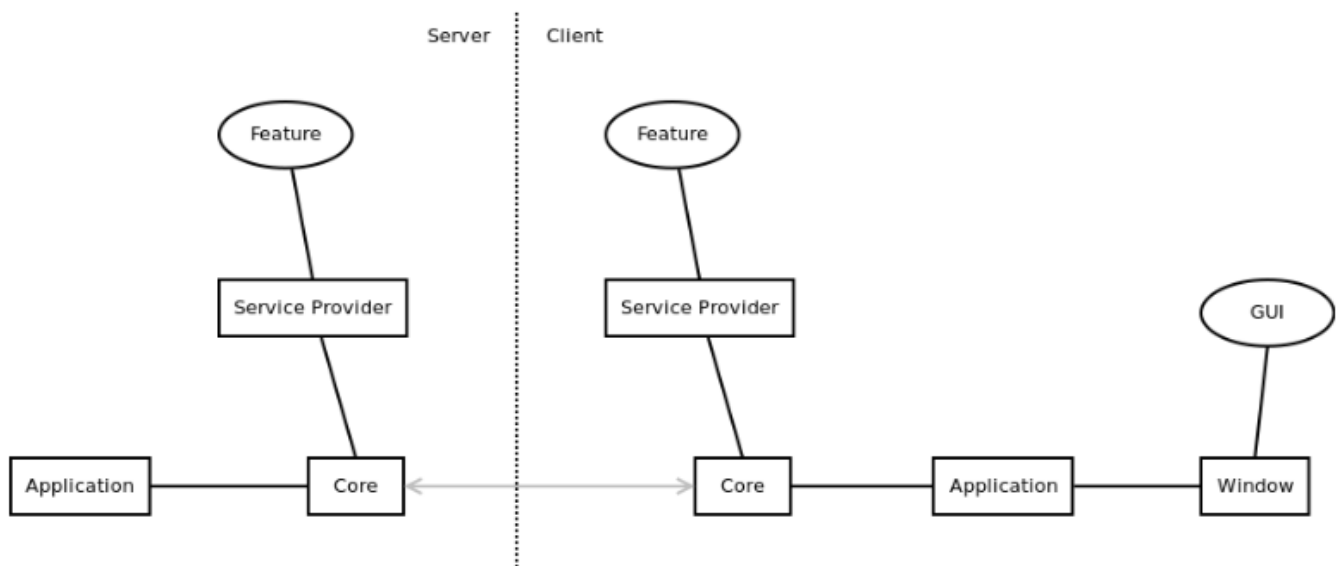 Server
Client
Feature
Feature
Service Provider
Service Provider
GUI
Application
Core
Core
Application
Window